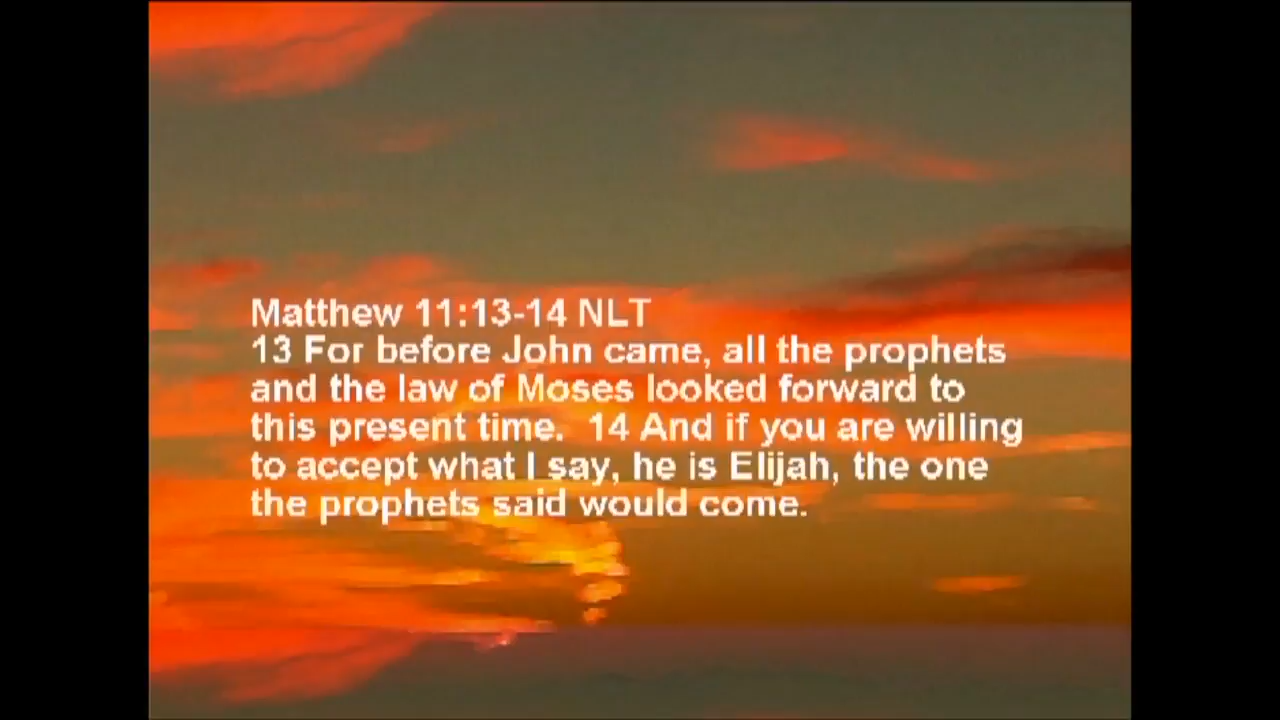 Matthew 11:13-14 NLT
13 For before John came, all the prophets
and the law of Moses looked forward to
this present time.  14 And if you are willing
to accept what I say, he is Elijah, the one
the prophets said would come.